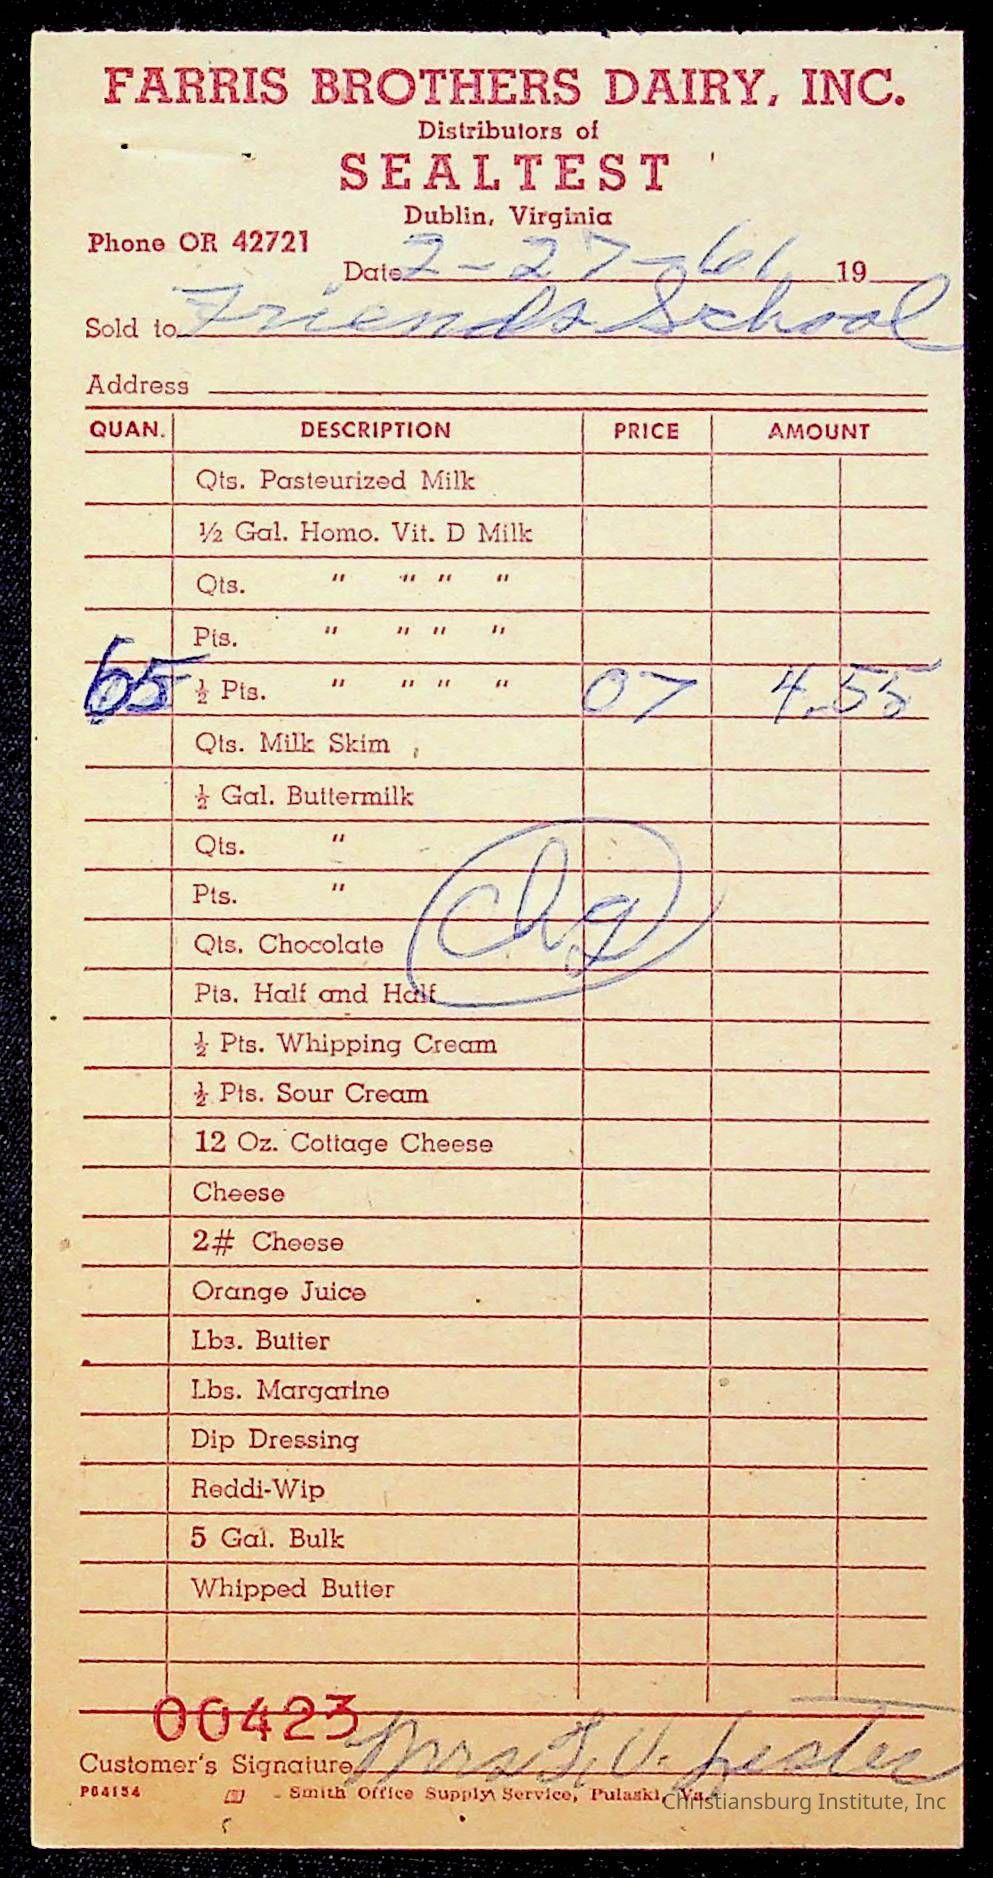 FARRIS BROTHERS DAIRY, INC.
Distributors of
SEALTEST
Dublin, Virginia
Phone OR 42721
Date 2-27-61 19
Sold to Friends School
Address
QUAN. DESCRIPTION PRICE AMOUNT
Qts. Pasteurized Milk
½ Gal. Homo. Vit. D Milk
Qts. " " " "
Pts. " " " "
65 ½ Pts. " " " " 07 4.55
Qts. Milk Skim
½ Gal. Buttermilk
Qts. "
Pts. "
chg
Qts. Chocolate
Pts. Half and Half
½ Pts. Whipping Cream
½ Pts. Sour Cream
12 Oz. Cottage Cheese
Cheese
2# Cheese
Orange Juice
Lbs. Butter
Lbs. Margarine
Dip Dressing
Reddi-Wip
5 Gal. Bulk
Whipped Butter
00423
Customer's Signature Mrs. L. V. Lester
P64154 Smith Office Supply Service, Pulaski, Va.
Christiansburg Institute, Inc